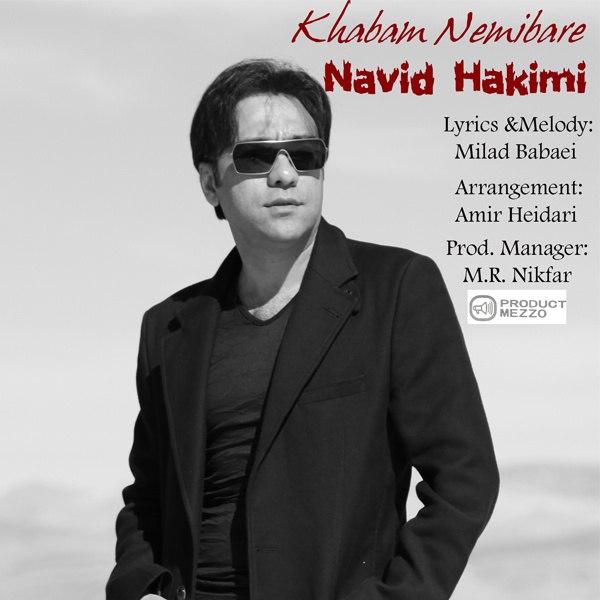 Khabam Nemibare
Navid Hakimi
Lyrics &Melody:
Milad Babaei
Arrangement:
Amir Heidari
Prod. Manager:
M.R. Nikfar
PRODUCT
MEZZO